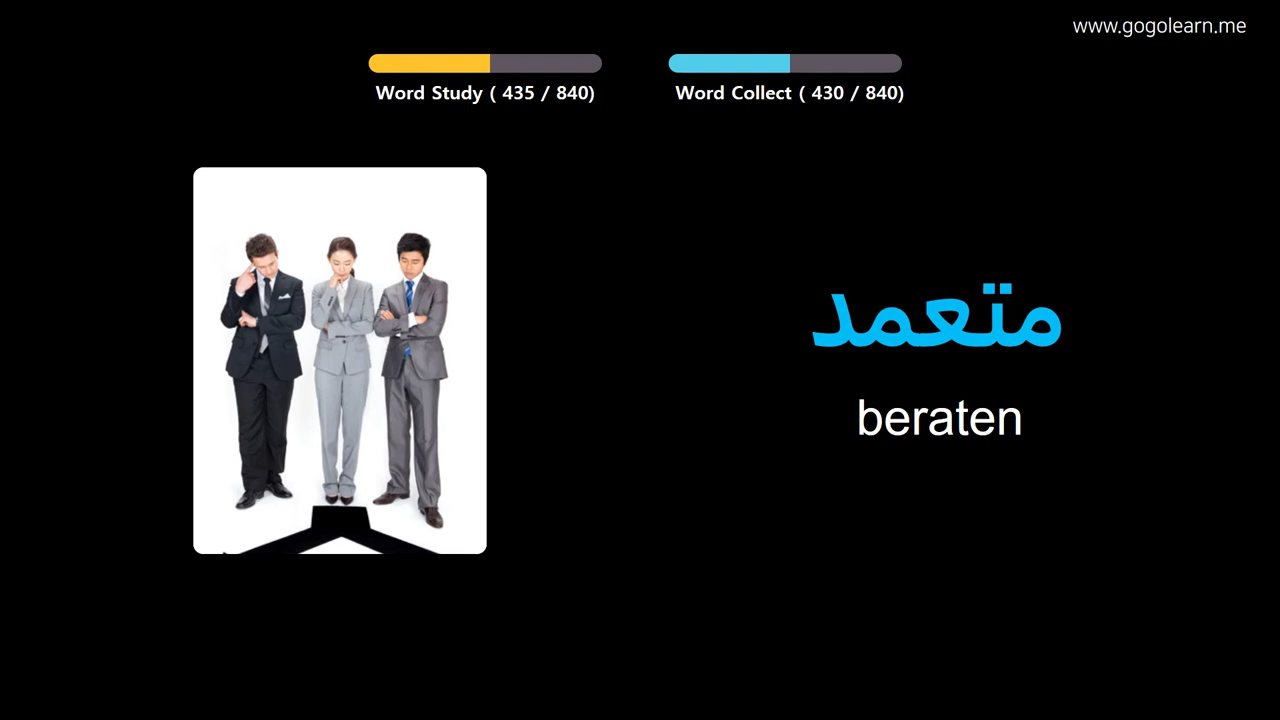 www.gogolearn.me
Word Study ( 435 / 840)
Word Collect ( 430 / 840)
متعمد
beraten